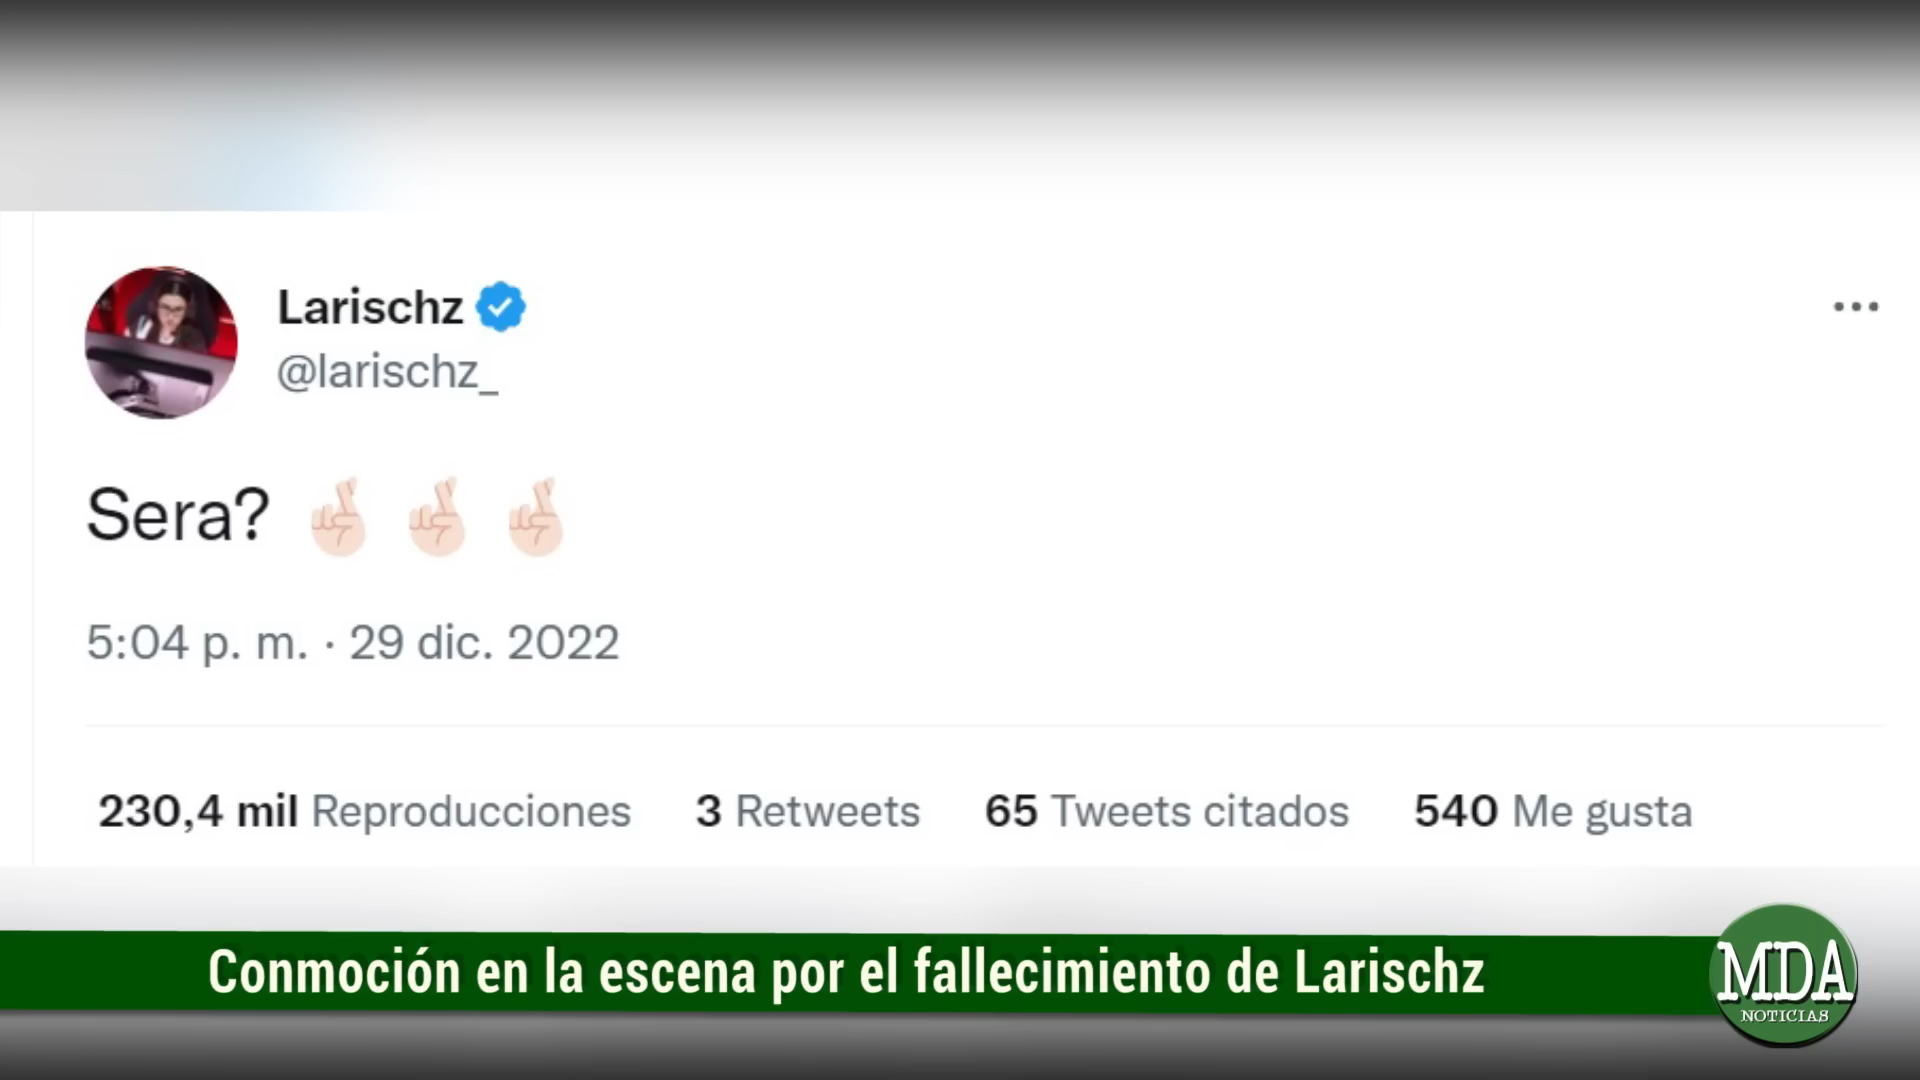 Larischz
@larischz_
Sera? 🤞🏻 🤞🏻 🤞🏻
5:04 p. m. · 29 dic. 2022
230,4 mil Reproducciones 3 Retweets 65 Tweets citados 540 Me gusta
Conmoción en la escena por el fallecimiento de Larischz
MDA
NOTICIAS